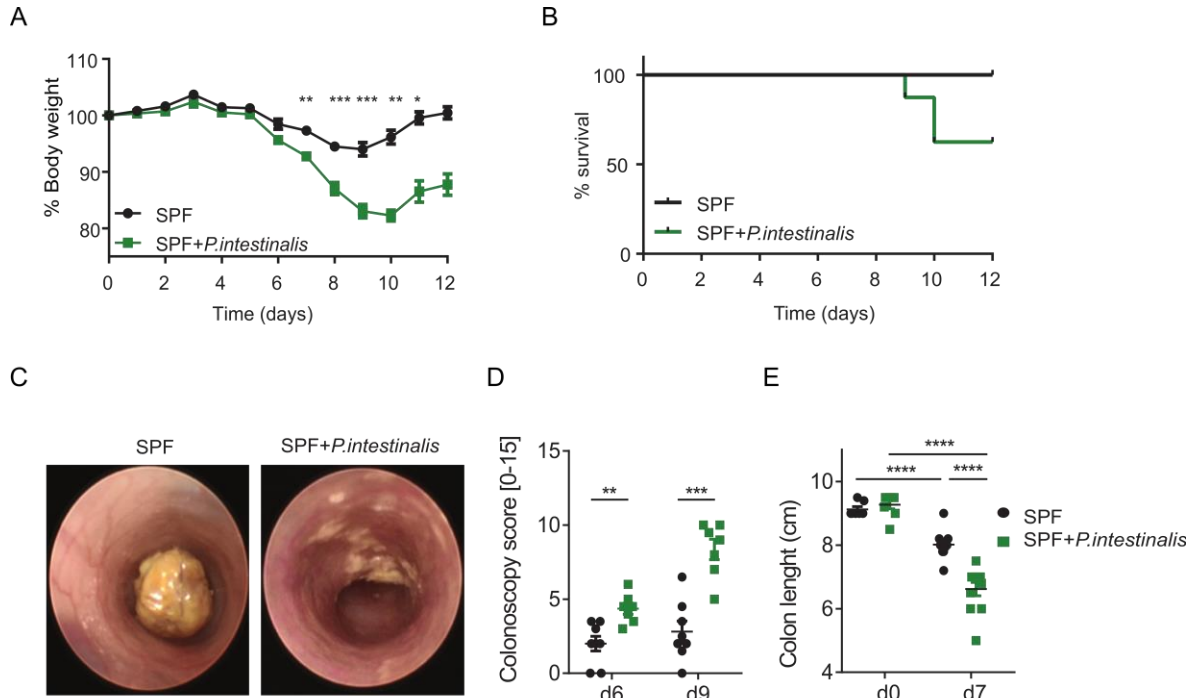 A
110
100
90
80
% Body weight
** *** *** ** *
SPF
SPF+P.intestinalis
0 2 4 6 8 10 12
Time (days)
B
100
50
0
% survival
SPF
SPF+P.intestinalis
0 2 4 6 8 10 12
Time (days)
C
SPF SPF+P.intestinalis
D
Colonoscopy score [0-15]
15
10
5
0
** ***
d6 d9
E
Colon lenght (cm)
10
8
6
4
****
**** ****
SPF
SPF+P.intestinalis
d0 d7